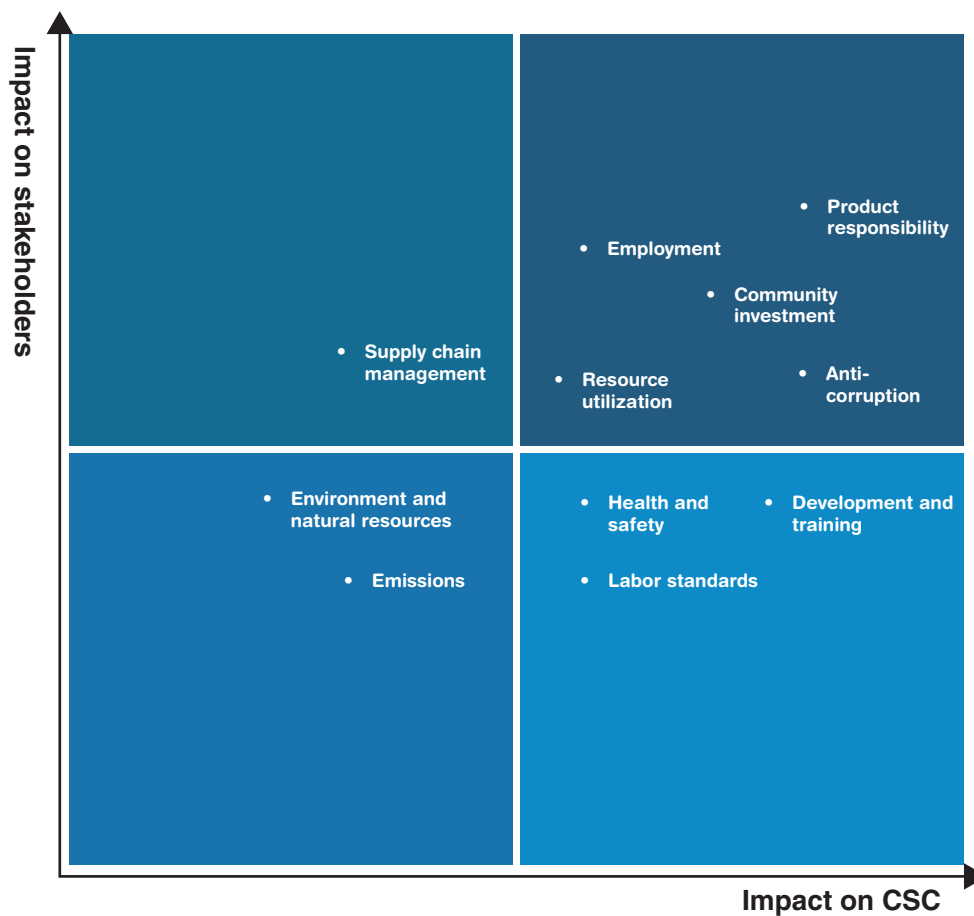 Impact on stakeholders
• Product
responsibility
• Employment
• Community
investment
• Supply chain
management
• Resource
utilization
• Anti-
corruption
• Environment and
natural resources
• Health and
safety
• Development and
training
• Emissions
• Labor standards
Impact on CSC